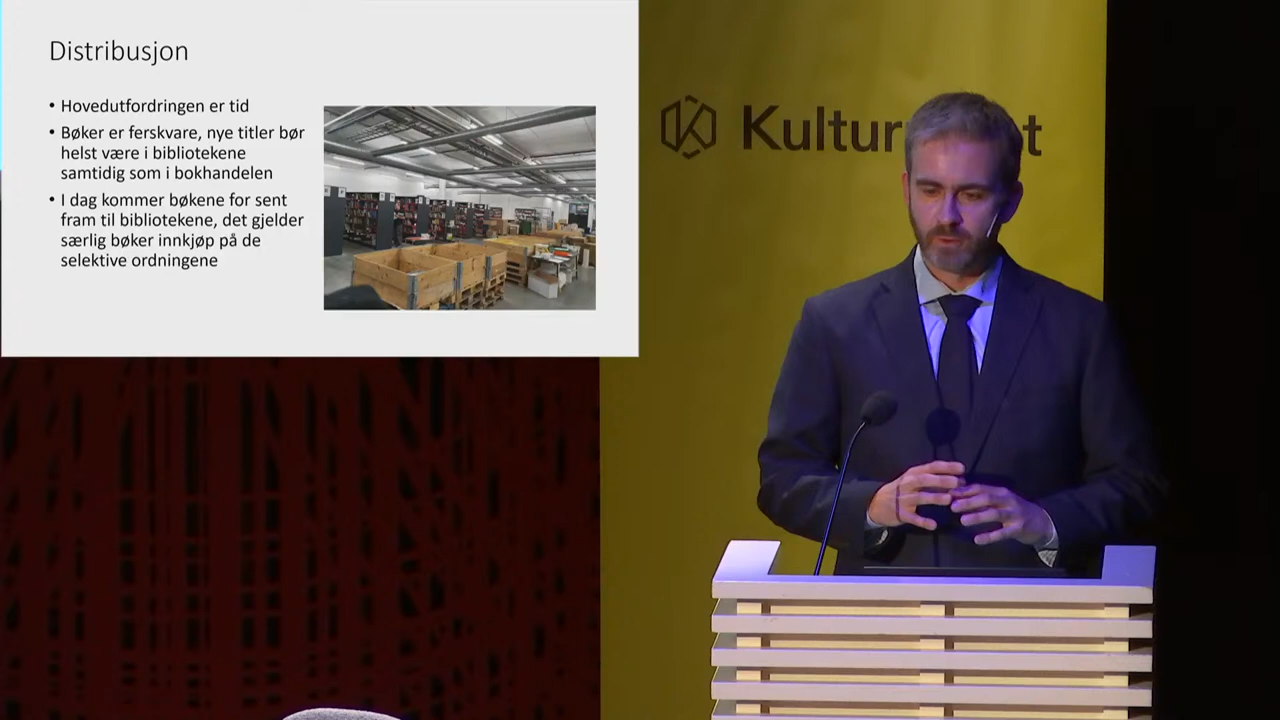 Distribusjon
• Hovedutfordringen er tid
• Bøker er ferskvare, nye titler bør
helst være i bibliotekene
samtidig som i bokhandelen
• I dag kommer bøkene for sent
fram til bibliotekene, det gjelder
særlig bøker innkjøp på de
selektive ordningene